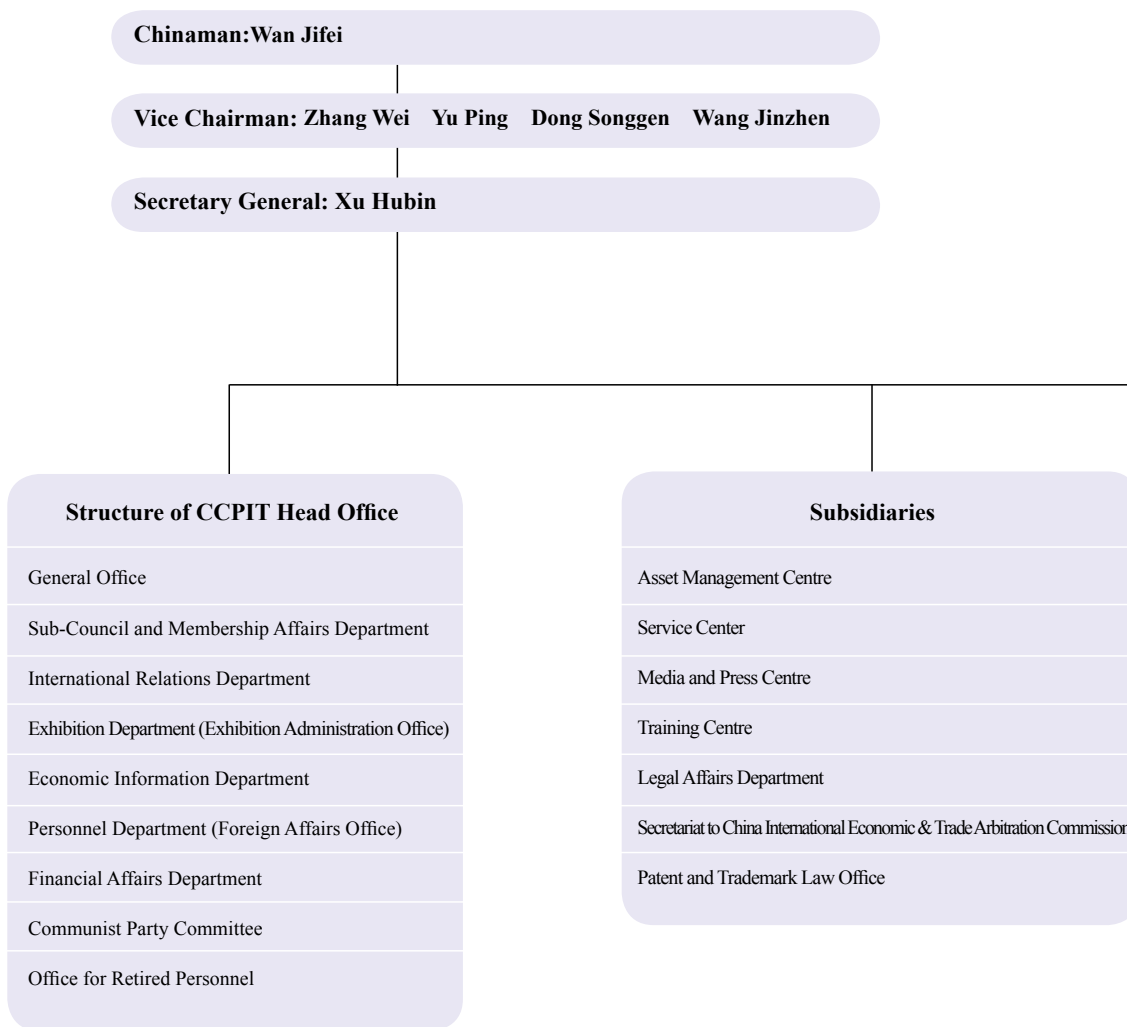 Chinaman:Wan Jifei
Vice Chairman: Zhang Wei Yu Ping Dong Songgen Wang Jinzhen
Secretary General: Xu Hubin
Structure of CCPIT Head Office
General Office
Sub-Council and Membership Affairs Department
International Relations Department
Exhibition Department (Exhibition Administration Office)
Economic Information Department
Personnel Department (Foreign Affairs Office)
Financial Affairs Department
Communist Party Committee
Office for Retired Personnel
Subsidiaries
Asset Management Centre
Service Center
Media and Press Centre
Training Centre
Legal Affairs Department
Secretariat to China International Economic & Trade Arbitration Commission
Patent and Trademark Law Office